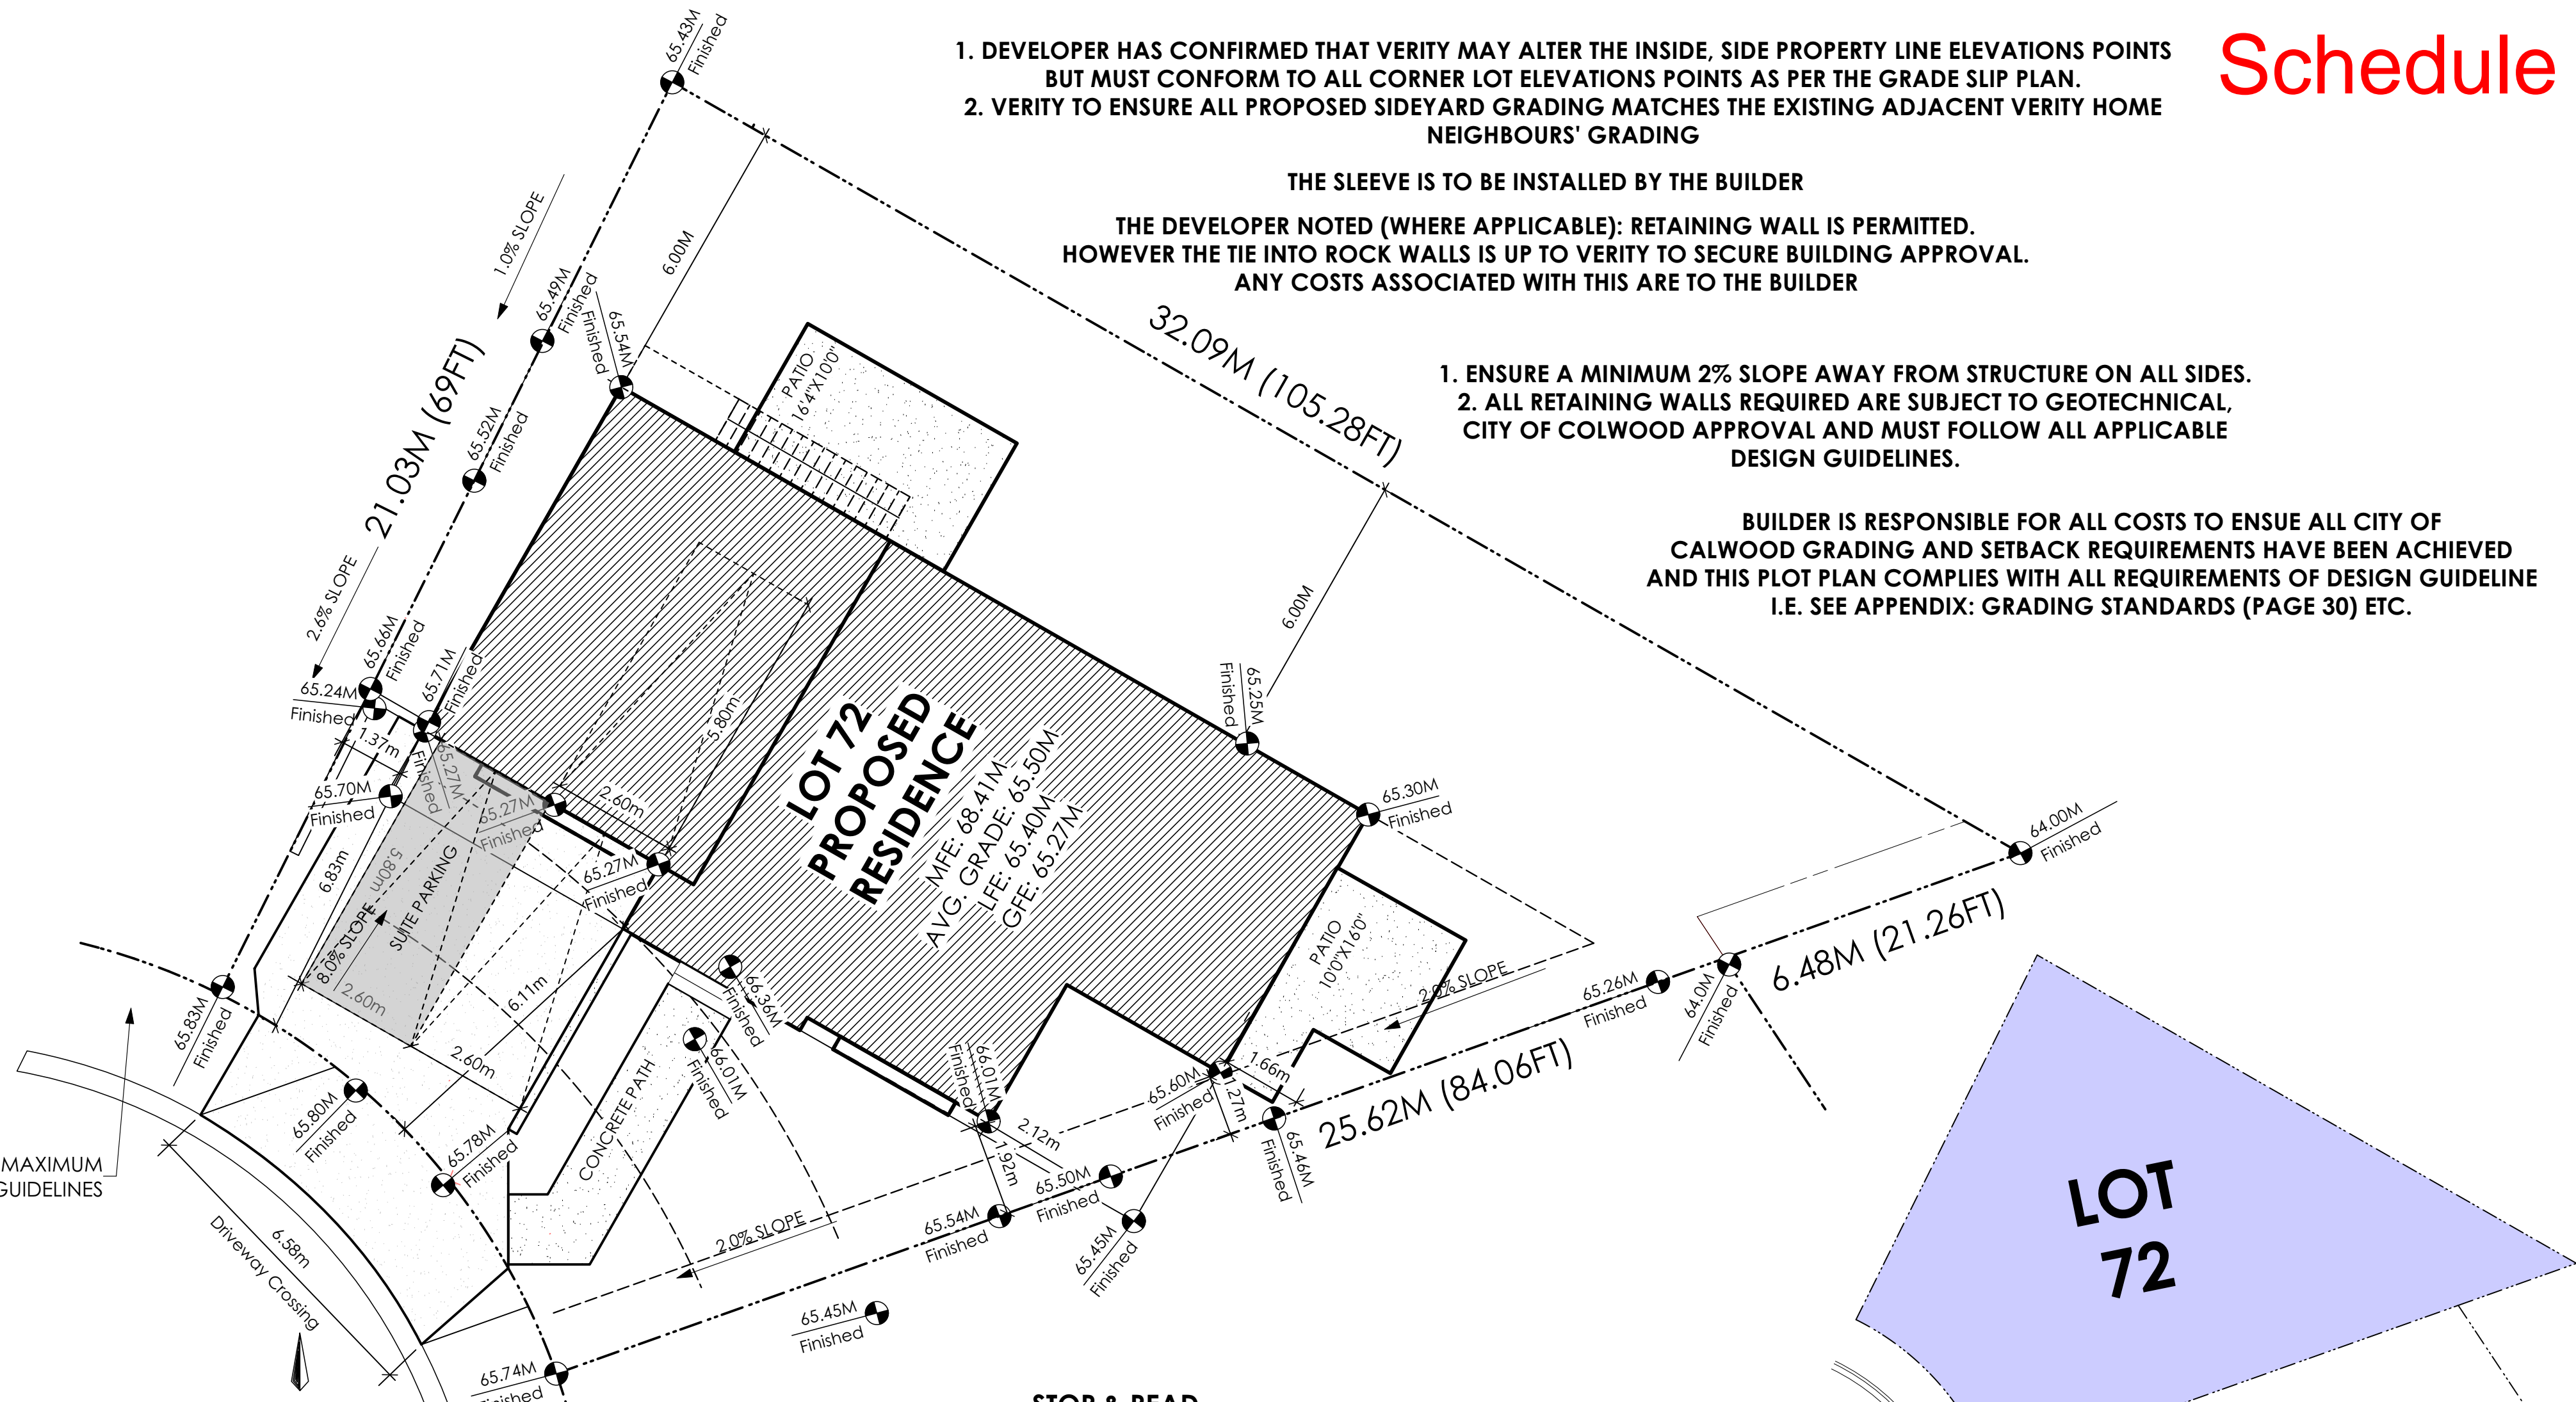 Schedule
1. DEVELOPER HAS CONFIRMED THAT VERITY MAY ALTER THE INSIDE, SIDE PROPERTY LINE ELEVATIONS POINTS
BUT MUST CONFORM TO ALL CORNER LOT ELEVATIONS POINTS AS PER THE GRADE SLIP PLAN.
2. VERITY TO ENSURE ALL PROPOSED SIDEYARD GRADING MATCHES THE EXISTING ADJACENT VERITY HOME
NEIGHBOURS' GRADING
THE SLEEVE IS TO BE INSTALLED BY THE BUILDER
THE DEVELOPER NOTED (WHERE APPLICABLE): RETAINING WALL IS PERMITTED.
HOWEVER THE TIE INTO ROCK WALLS IS UP TO VERITY TO SECURE BUILDING APPROVAL.
ANY COSTS ASSOCIATED WITH THIS ARE TO THE BUILDER
1. ENSURE A MINIMUM 2% SLOPE AWAY FROM STRUCTURE ON ALL SIDES.
2. ALL RETAINING WALLS REQUIRED ARE SUBJECT TO GEOTECHNICAL,
CITY OF COLWOOD APPROVAL AND MUST FOLLOW ALL APPLICABLE
DESIGN GUIDELINES.
BUILDER IS RESPONSIBLE FOR ALL COSTS TO ENSUE ALL CITY OF
CALWOOD GRADING AND SETBACK REQUIREMENTS HAVE BEEN ACHIEVED
AND THIS PLOT PLAN COMPLIES WITH ALL REQUIREMENTS OF DESIGN GUIDELINE
I.E. SEE APPENDIX: GRADING STANDARDS (PAGE 30) ETC.
65.43M
Finished
1.0% SLOPE
65.49M
Finished
65.54M
Finished
6.00M
PATIO
16'4"X10'0"
32.09M (105.28FT)
65.52M
Finished
21.03M (69FT)
2.6% SLOPE
65.66M
Finished
65.71M
Finished
65.24M
Finished
1.37m
65.27M
Finished
65.70M
Finished
65.27M
Finished
2.60m
5.80m
65.27M
Finished
6.83m
5.80m
8.0% SLOPE
SUITE PARKING
2.60m
6.11m
2.60m
LOT 72
PROPOSED
RESIDENCE
MFE: 68.41M
AVG. GRADE: 65.50M
LFE: 65.40M
GFE: 65.27M
6.00M
65.25M
Finished
65.30M
Finished
64.00M
Finished
PATIO
10'0"X16'0"
2.0% SLOPE
65.26M
Finished
64.0M
Finished
6.48M (21.26FT)
65.83M
Finished
65.80M
Finished
65.78M
Finished
66.36M
Finished
66.01M
Finished
CONCRETE PATH
66.01M
Finished
2.12m
1.92m
65.60M
Finished
1.66m
1.27m
65.46M
Finished
25.62M (84.06FT)
65.50M
Finished
65.54M
Finished
65.45M
Finished
2.0% SLOPE
65.45M
Finished
65.74M
Finished
MAXIMUM
GUIDELINES
6.58m
Driveway Crossing
STOP & READ
LOT
72